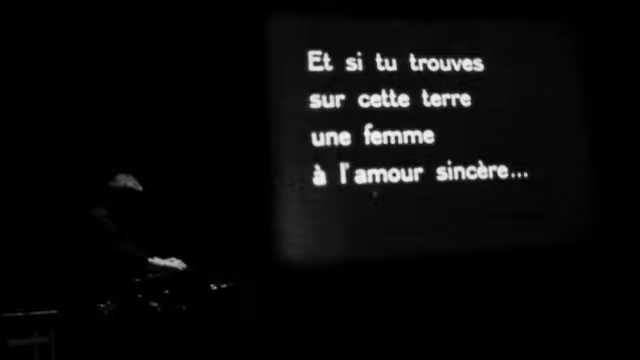 Et si tu trouves
sur cette terre
une femme
à l'amour sincère...